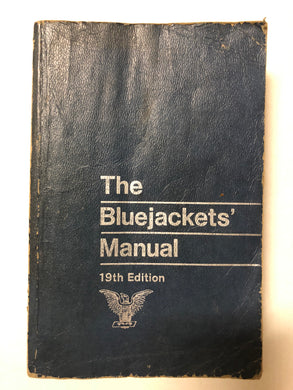 The
Bluejackets'
Manual
19th Edition